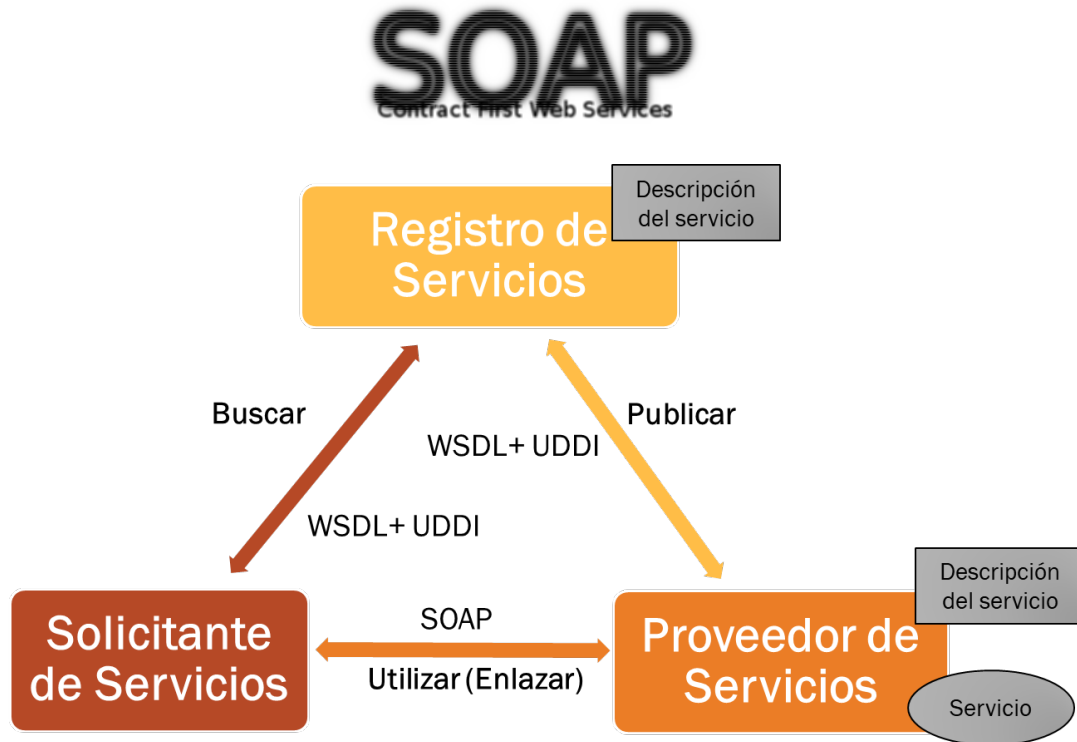 SOAP
Contract First Web Services
Descripción
del servicio
Registro de
Servicios
Buscar
Publicar
WSDL+ UDDI
WSDL+ UDDI
Descripción
del servicio
Solicitante
de Servicios
SOAP
Utilizar (Enlazar)
Proveedor de
Servicios
Servicio